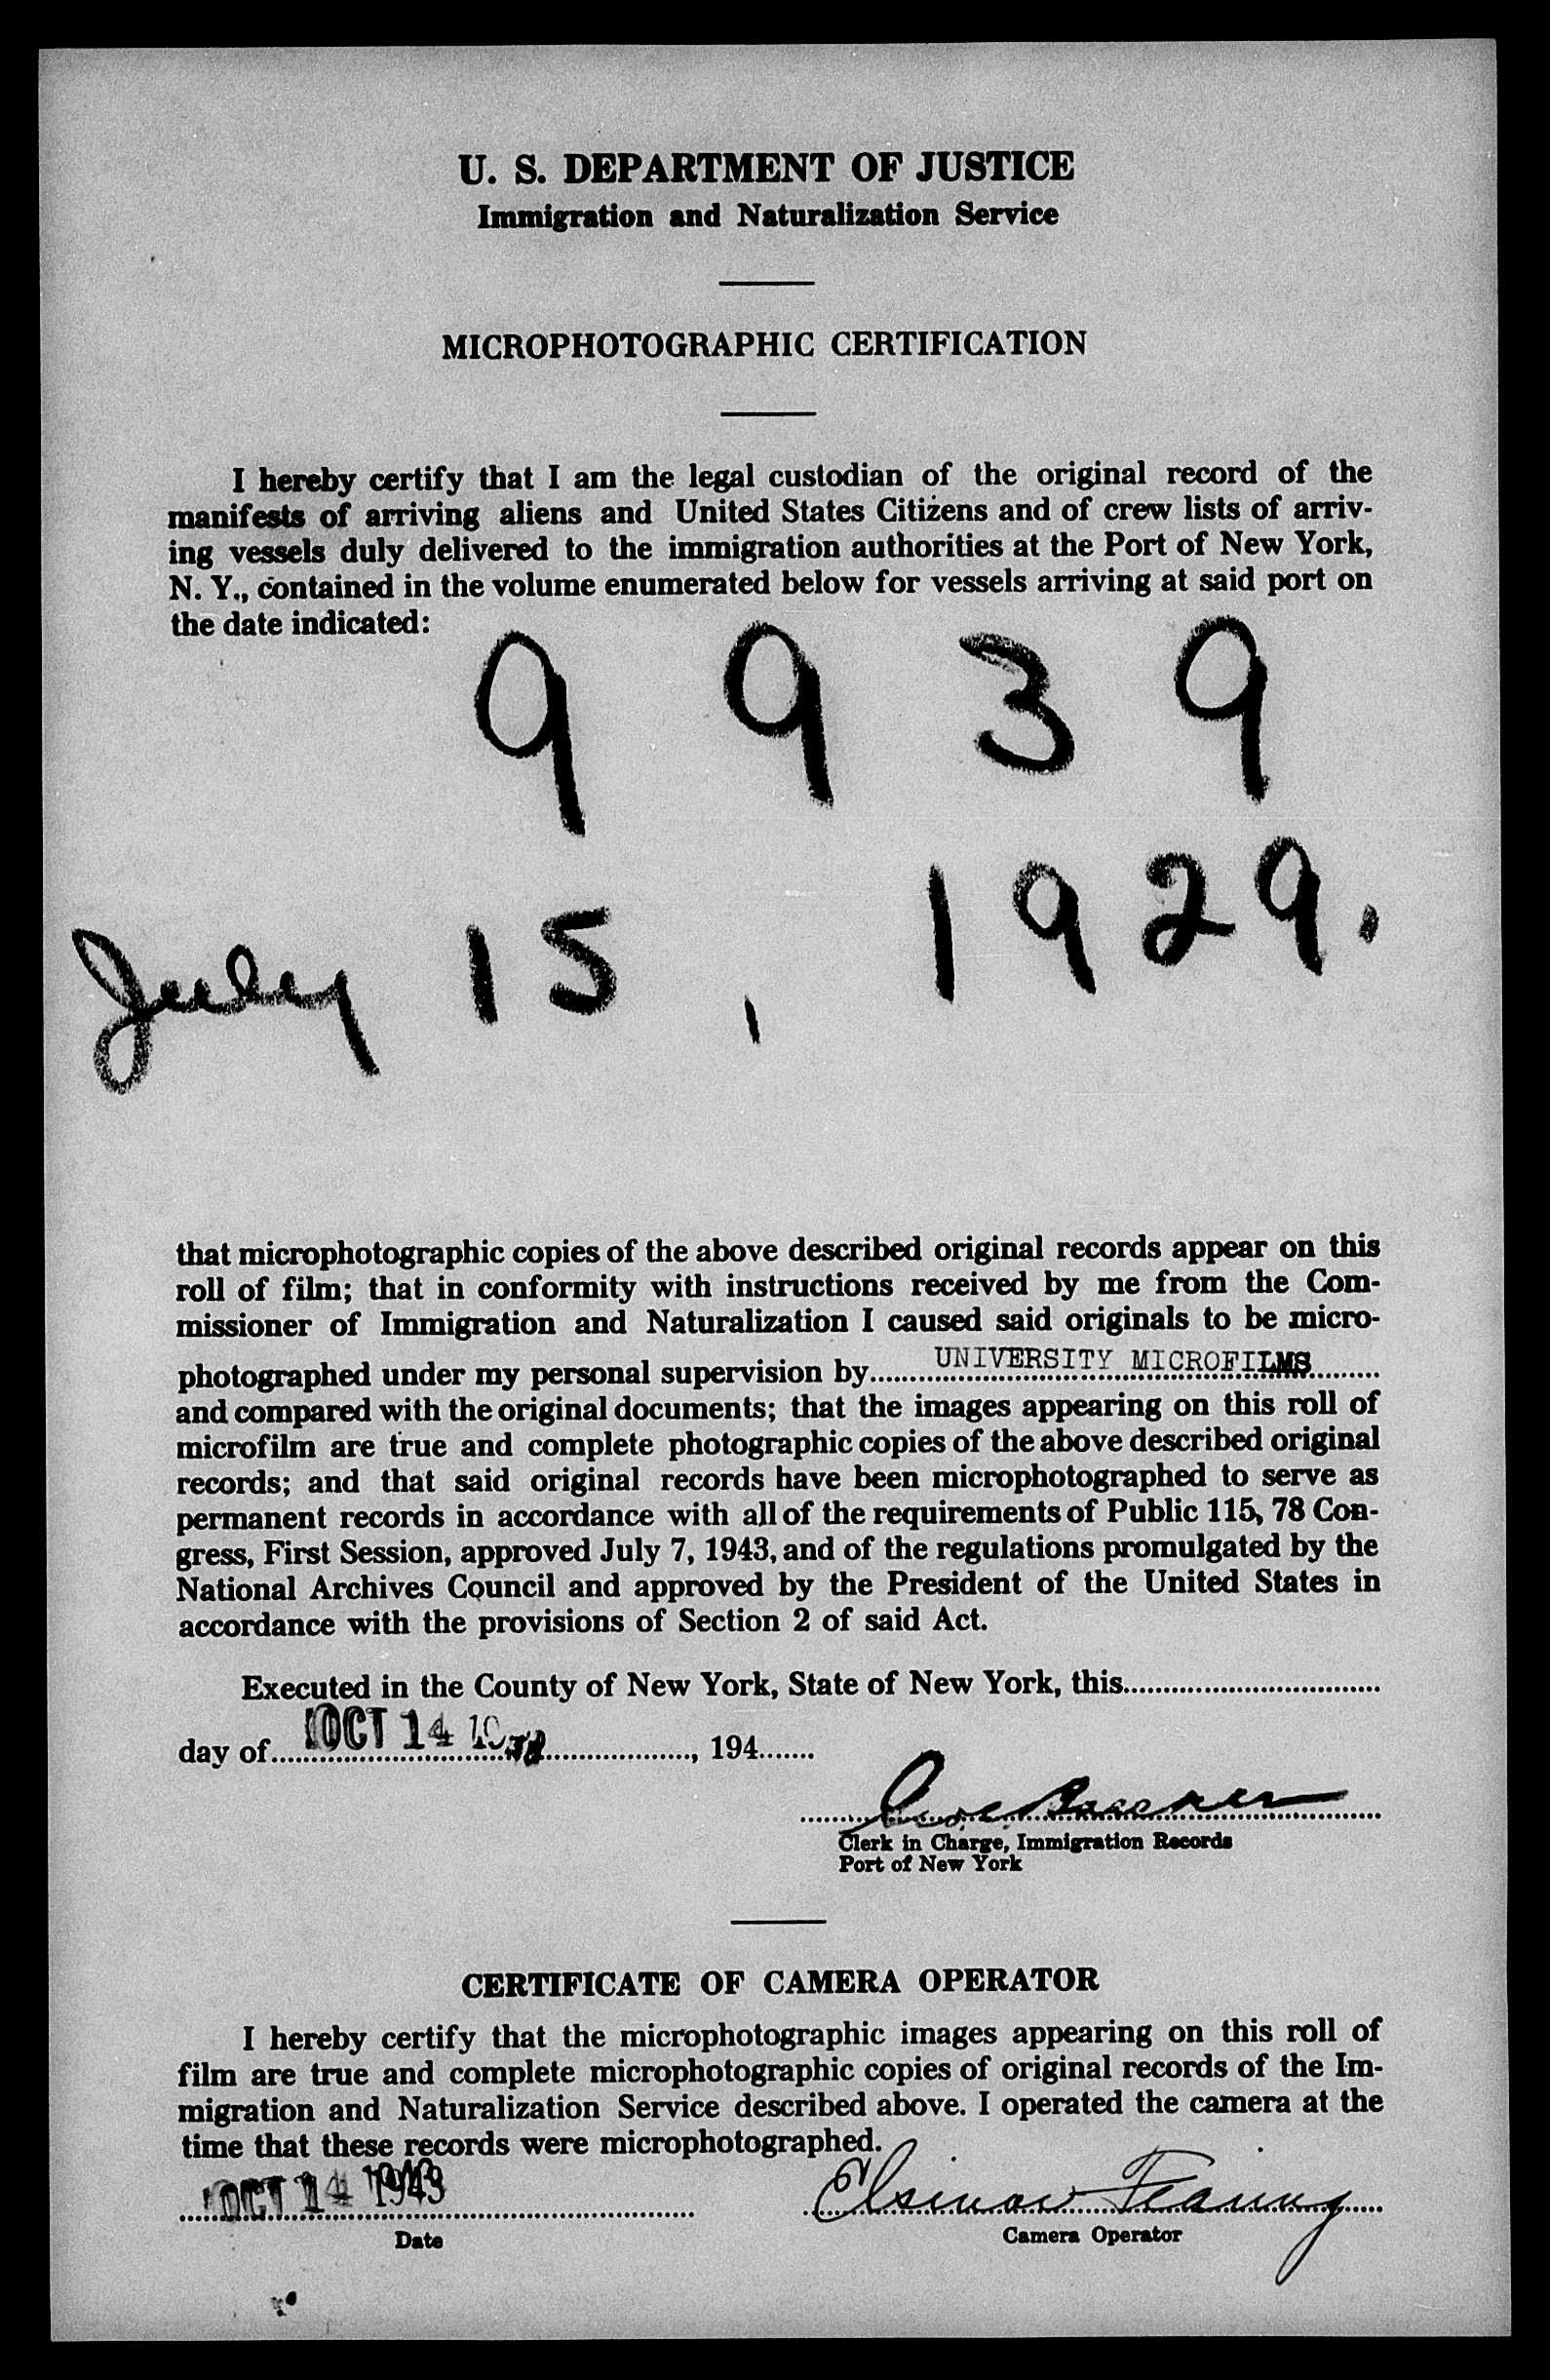 U. S. DEPARTMENT OF JUSTICE
Immigration and Naturalization Service
MICROPHOTOGRAPHIC CERTIFICATION
I hereby certify that I am the legal custodian of the original record of the
manifests of arriving aliens and United States Citizens and of crew lists of arriv-
ing vessels duly delivered to the immigration authorities at the Port of New York,
N. Y., contained in the volume enumerated below for vessels arriving at said port on
the date indicated:
9 9 3 9
July 15, 1929.
that microphotographic copies of the above described original records appear on this
roll of film; that in conformity with instructions received by me from the Com-
missioner of Immigration and Naturalization I caused said originals to be micro-
photographed under my personal supervision by UNIVERSITY MICROFILMS
and compared with the original documents; that the images appearing on this roll of
microfilm are true and complete photographic copies of the above described original
records; and that said original records have been microphotographed to serve as
permanent records in accordance with all of the requirements of Public 115, 78 Con-
gress, First Session, approved July 7, 1943, and of the regulations promulgated by the
National Archives Council and approved by the President of the United States in
accordance with the provisions of Section 2 of said Act.
Executed in the County of New York, State of New York, this
day of OCT 14, 194
Clerk in Charge, Immigration Records
Port of New York
CERTIFICATE OF CAMERA OPERATOR
I hereby certify that the microphotographic images appearing on this roll of
film are true and complete microphotographic copies of original records of the Im-
migration and Naturalization Service described above. I operated the camera at the
time that these records were microphotographed.
OCT 14 1943
Date
Camera Operator